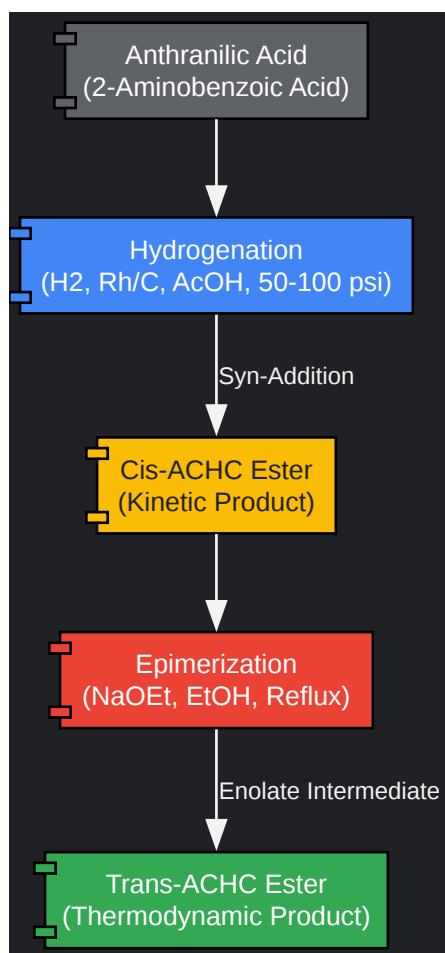 Anthranilic Acid
(2-Aminobenzoic Acid)
Hydrogenation
(H2, Rh/C, AcOH, 50-100 psi)
Syn-Addition
Cis-ACHC Ester
(Kinetic Product)
Epimerization
(NaOEt, EtOH, Reflux)
Enolate Intermediate
Trans-ACHC Ester
(Thermodynamic Product)